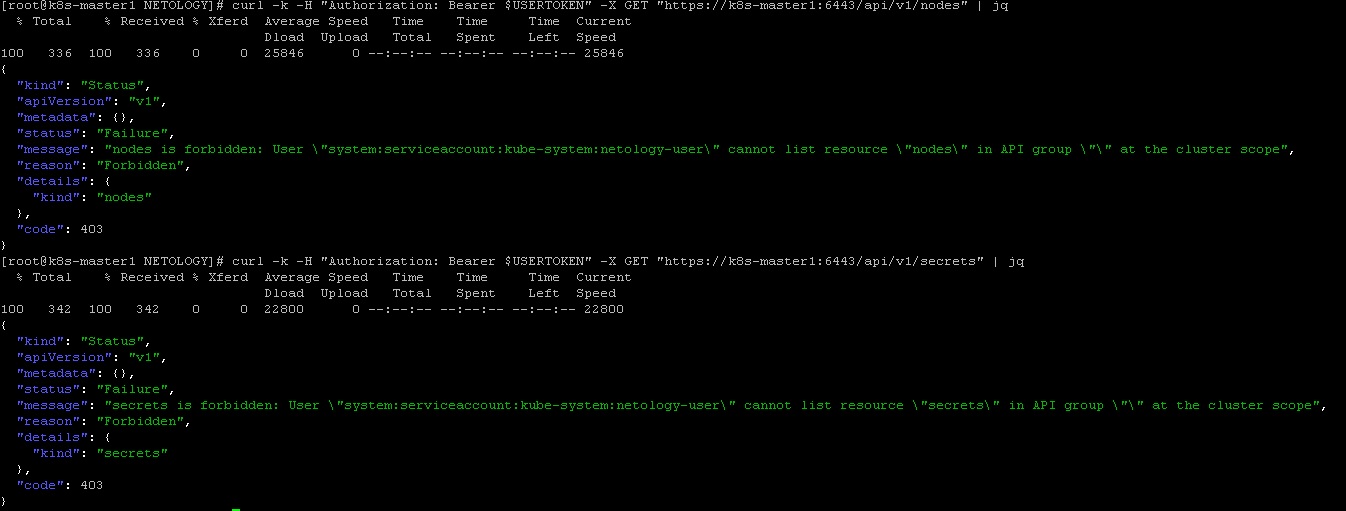 [root@k8s-master1 NETOLOGY]# curl -k -H "Authorization: Bearer $USERTOKEN" -X GET "https://k8s-master1:6443/api/v1/nodes" | jq
  % Total    % Received % Xferd  Average Speed   Time    Time     Time  Current
                                 Dload  Upload   Total   Spent    Left  Speed
100   336  100   336    0     0  25846      0 --:--:-- --:--:-- --:--:-- 25846
{
  "kind": "Status",
  "apiVersion": "v1",
  "metadata": {},
  "status": "Failure",
  "message": "nodes is forbidden: User \"system:serviceaccount:kube-system:netology-user\" cannot list resource \"nodes\" in API group \"\" at the cluster scope",
  "reason": "Forbidden",
  "details": {
    "kind": "nodes"
  },
  "code": 403
}
[root@k8s-master1 NETOLOGY]# curl -k -H "Authorization: Bearer $USERTOKEN" -X GET "https://k8s-master1:6443/api/v1/secrets" | jq
  % Total    % Received % Xferd  Average Speed   Time    Time     Time  Current
                                 Dload  Upload   Total   Spent    Left  Speed
100   342  100   342    0     0  22800      0 --:--:-- --:--:-- --:--:-- 22800
{
  "kind": "Status",
  "apiVersion": "v1",
  "metadata": {},
  "status": "Failure",
  "message": "secrets is forbidden: User \"system:serviceaccount:kube-system:netology-user\" cannot list resource \"secrets\" in API group \"\" at the cluster scope",
  "reason": "Forbidden",
  "details": {
    "kind": "secrets"
  },
  "code": 403
}